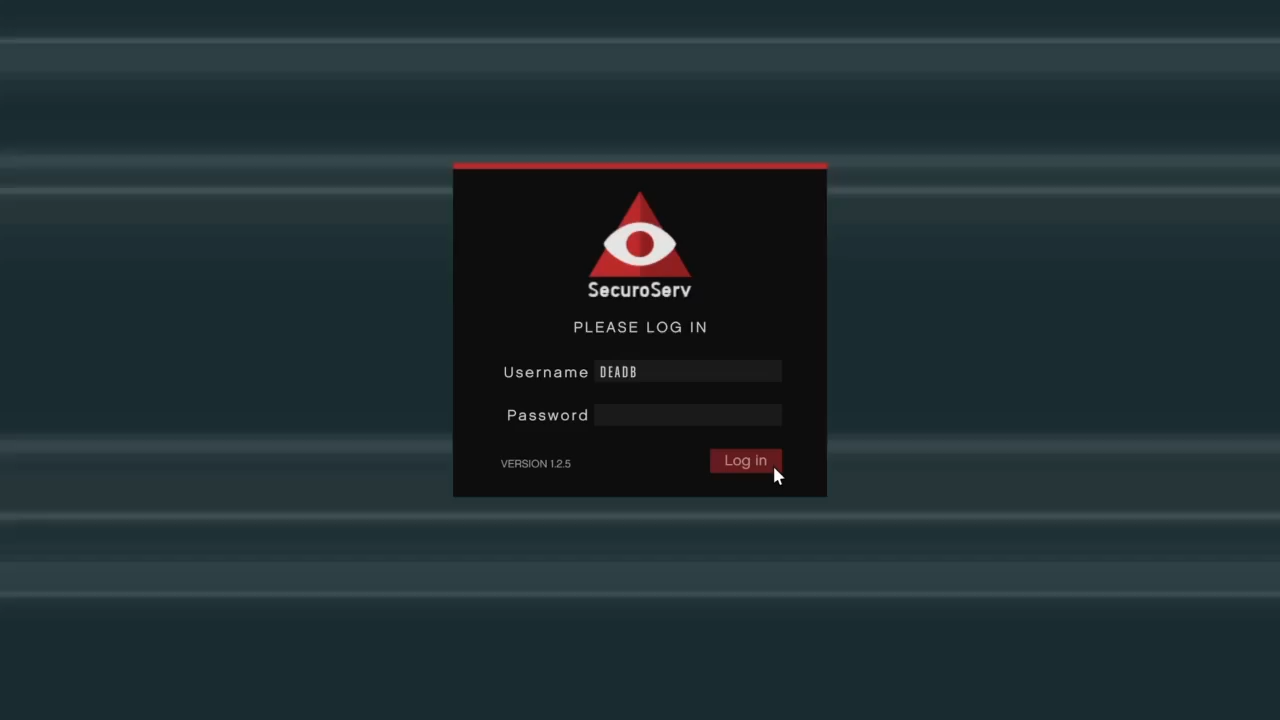 SecuroServ
PLEASE LOG IN
Username DEADB
Password
VERSION 1.2.5 Log in